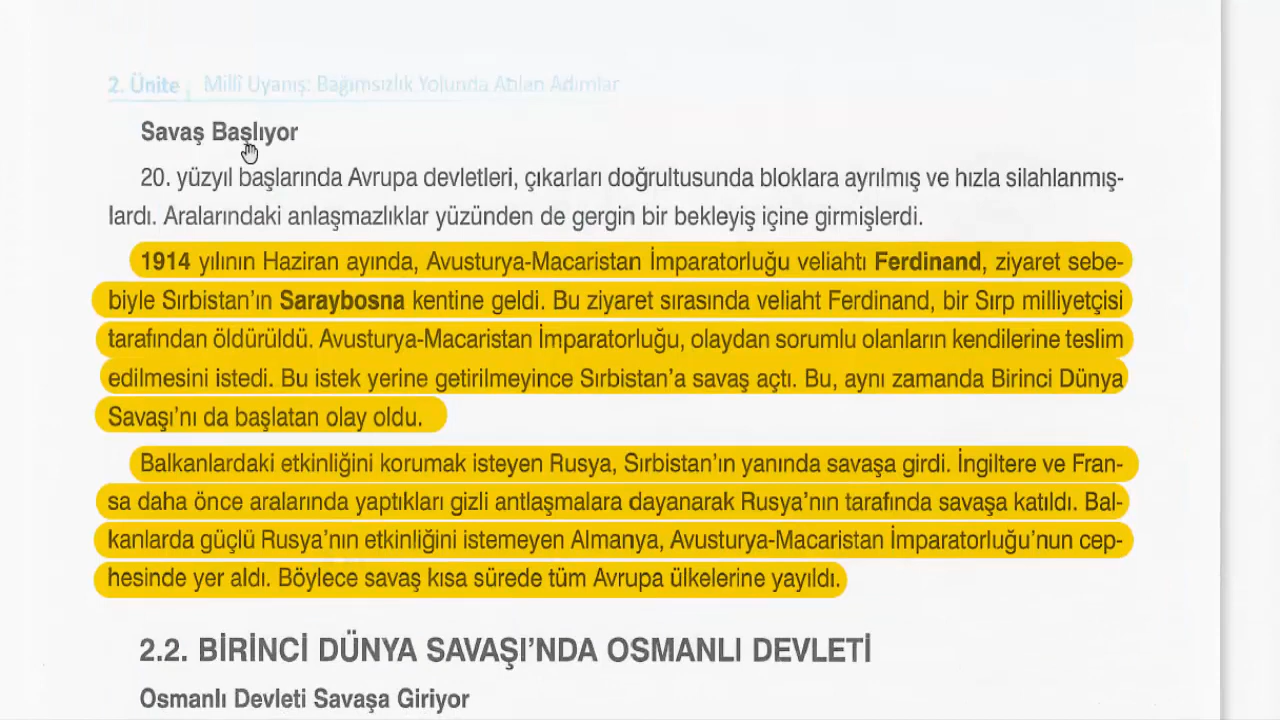 2. Ünite Millî Uyanış: Bağımsızlık Yolunda Atılan Adımlar
Savaş Başlıyor
20. yüzyıl başlarında Avrupa devletleri, çıkarları doğrultusunda bloklara ayrılmış ve hızla silahlanmış-
lardı. Aralarındaki anlaşmazlıklar yüzünden de gergin bir bekleyiş içine girmişlerdi.
1914 yılının Haziran ayında, Avusturya-Macaristan İmparatorluğu veliahtı Ferdinand, ziyaret sebe-
biyle Sırbistan’ın Saraybosna kentine geldi. Bu ziyaret sırasında veliaht Ferdinand, bir Sırp milliyetçisi
tarafından öldürüldü. Avusturya-Macaristan İmparatorluğu, olaydan sorumlu olanların kendilerine teslim
edilmesini istedi. Bu istek yerine getirilmeyince Sırbistan’a savaş açtı. Bu, aynı zamanda Birinci Dünya
Savaşı’nı da başlatan olay oldu.
Balkanlardaki etkinliğini korumak isteyen Rusya, Sırbistan’ın yanında savaşa girdi. İngiltere ve Fran-
sa daha önce aralarında yaptıkları gizli antlaşmalara dayanarak Rusya’nın tarafında savaşa katıldı. Bal-
kanlarda güçlü Rusya’nın etkinliğini istemeyen Almanya, Avusturya-Macaristan İmparatorluğu’nun cep-
hesinde yer aldı. Böylece savaş kısa sürede tüm Avrupa ülkelerine yayıldı.
2.2. BİRİNCİ DÜNYA SAVAŞI’NDA OSMANLI DEVLETİ
Osmanlı Devleti Savaşa Giriyor